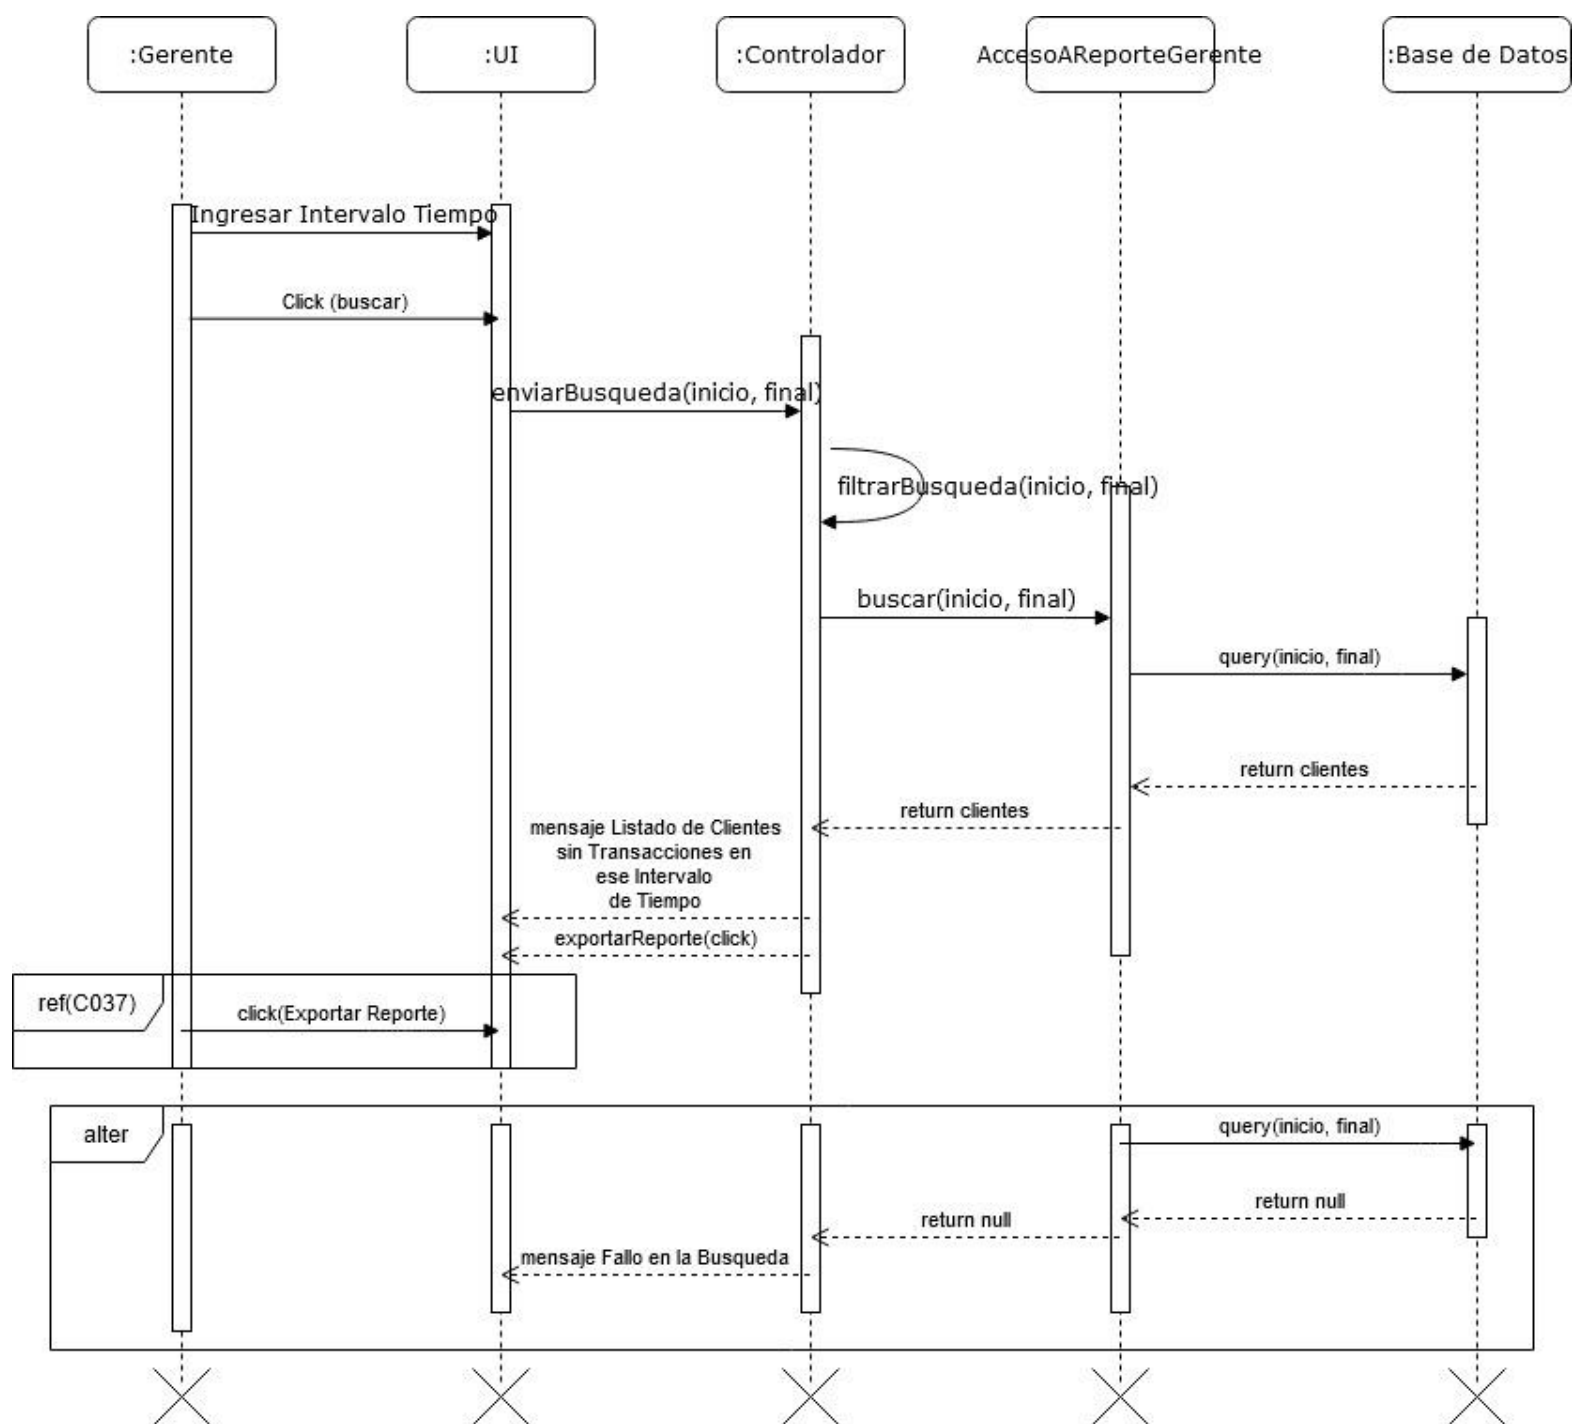 :Gerente
:UI
:Controlador
AccesoAReporteGerente
:Base de Datos
Ingresar Intervalo Tiempo
Click (buscar)
enviarBusqueda(inicio, final)
filtrarBusqueda(inicio, final)
buscar(inicio, final)
query(inicio, final)
return clientes
return clientes
mensaje Listado de Clientes
sin Transacciones en
ese Intervalo
de Tiempo
exportarReporte(click)
ref(C037)
click(Exportar Reporte)
alter
query(inicio, final)
return null
return null
mensaje Fallo en la Busqueda